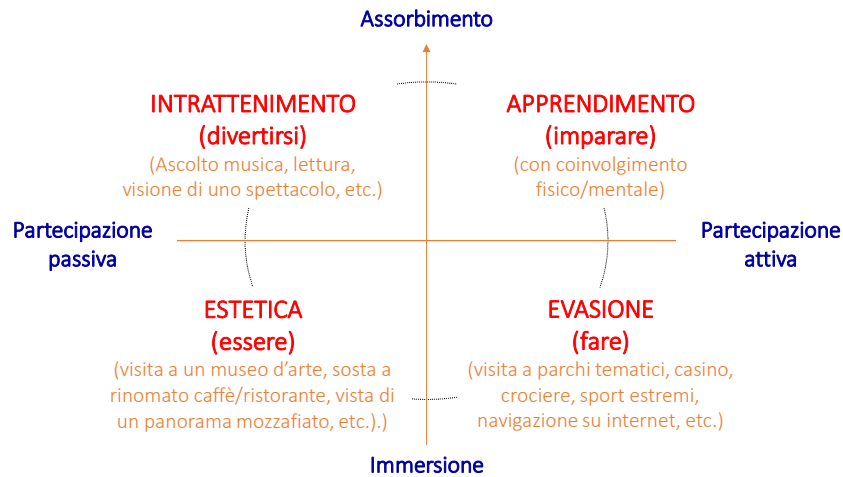 Assorbimento
INTRATTENIMENTO
(divertirsi)
(Ascolto musica, lettura,
visione di uno spettacolo, etc.)
APPRENDIMENTO
(imparare)
(con coinvolgimento
fisico/mentale)
Partecipazione
passiva
Partecipazione
attiva
ESTETICA
(essere)
(visita a un museo d’arte, sosta a
rinomato caffè/ristorante, vista di
un panorama mozzafiato, etc.).)
EVASIONE
(fare)
(visita a parchi tematici, casino,
crociere, sport estremi,
navigazione su internet, etc.)
Immersione